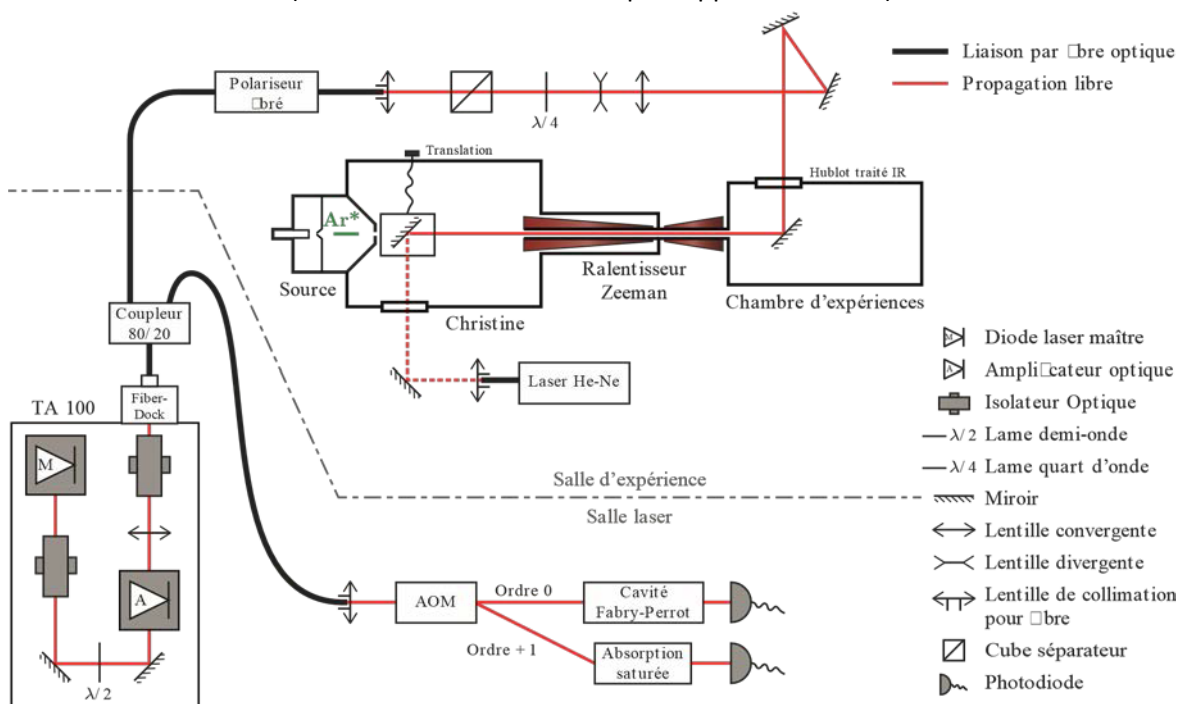 Liaison par □bre optique
Propagation libre
Polariseur
□bré
λ/4
Translation
Hublot traité IR
Ar*
Source
Ralentisseur
Zeeman
Chambre d'expériences
Christine
Coupleur
80/20
Laser He-Ne
Fiber-
Dock
TA 100
M
A
λ/2
Salle d'expérience
Salle laser
AOM
Ordre 0
Ordre +1
Cavité
Fabry-Perrot
Absorption
saturée
M Diode laser maître
A Ampli□cateur optique
Isolateur Optique
λ/2 Lame demi-onde
λ/4 Lame quart d'onde
Miroir
Lentille convergente
Lentille divergente
Lentille de collimation
pour □bre
Cube séparateur
Photodiode